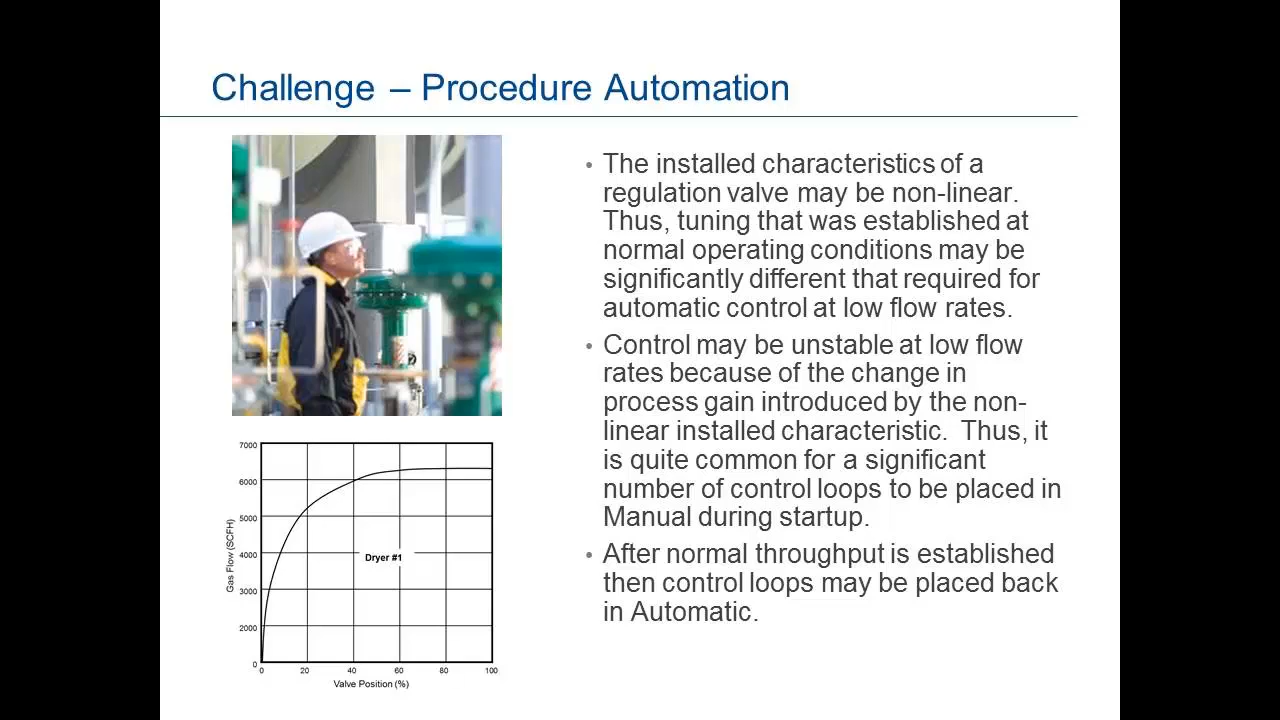 Challenge – Procedure Automation
• The installed characteristics of a
regulation valve may be non-linear.
Thus, tuning that was established at
normal operating conditions may be
significantly different that required for
automatic control at low flow rates.
• Control may be unstable at low flow
rates because of the change in
process gain introduced by the non-
linear installed characteristic. Thus, it
is quite common for a significant
number of control loops to be placed in
Manual during startup.
• After normal throughput is established
then control loops may be placed back
in Automatic.
7000
6000
5000
4000
3000
2000
0
Gas Flow (SCFH)
Dryer #1
0 20 40 60 80 100
Valve Position (%)